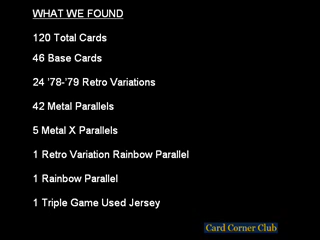 WHAT WE FOUND
120 Total Cards
46 Base Cards
24 '78-'79 Retro Variations
42 Metal Parallels
5 Metal X Parallels
1 Retro Variation Rainbow Parallel
1 Rainbow Parallel
1 Triple Game Used Jersey
Card Corner Club